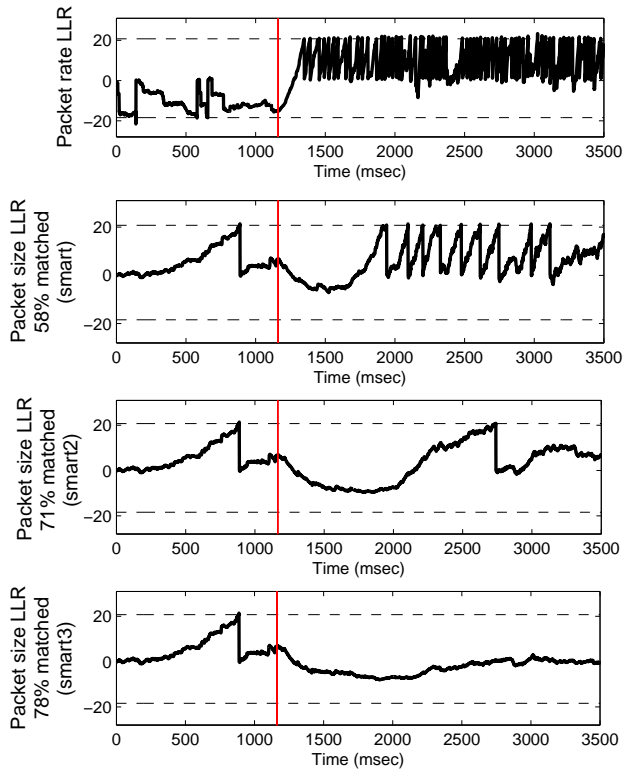 Packet rate LLR
20
0
−20
0 500 1000 1500 2000 2500 3000 3500
Time (msec)
Packet size LLR
58% matched
(smart)
20
0
−20
0 500 1000 1500 2000 2500 3000 3500
Time (msec)
Packet size LLR
71% matched
(smart2)
20
0
−20
0 500 1000 1500 2000 2500 3000 3500
Time (msec)
Packet size LLR
78% matched
(smart3)
20
0
−20
0 500 1000 1500 2000 2500 3000 3500
Time (msec)